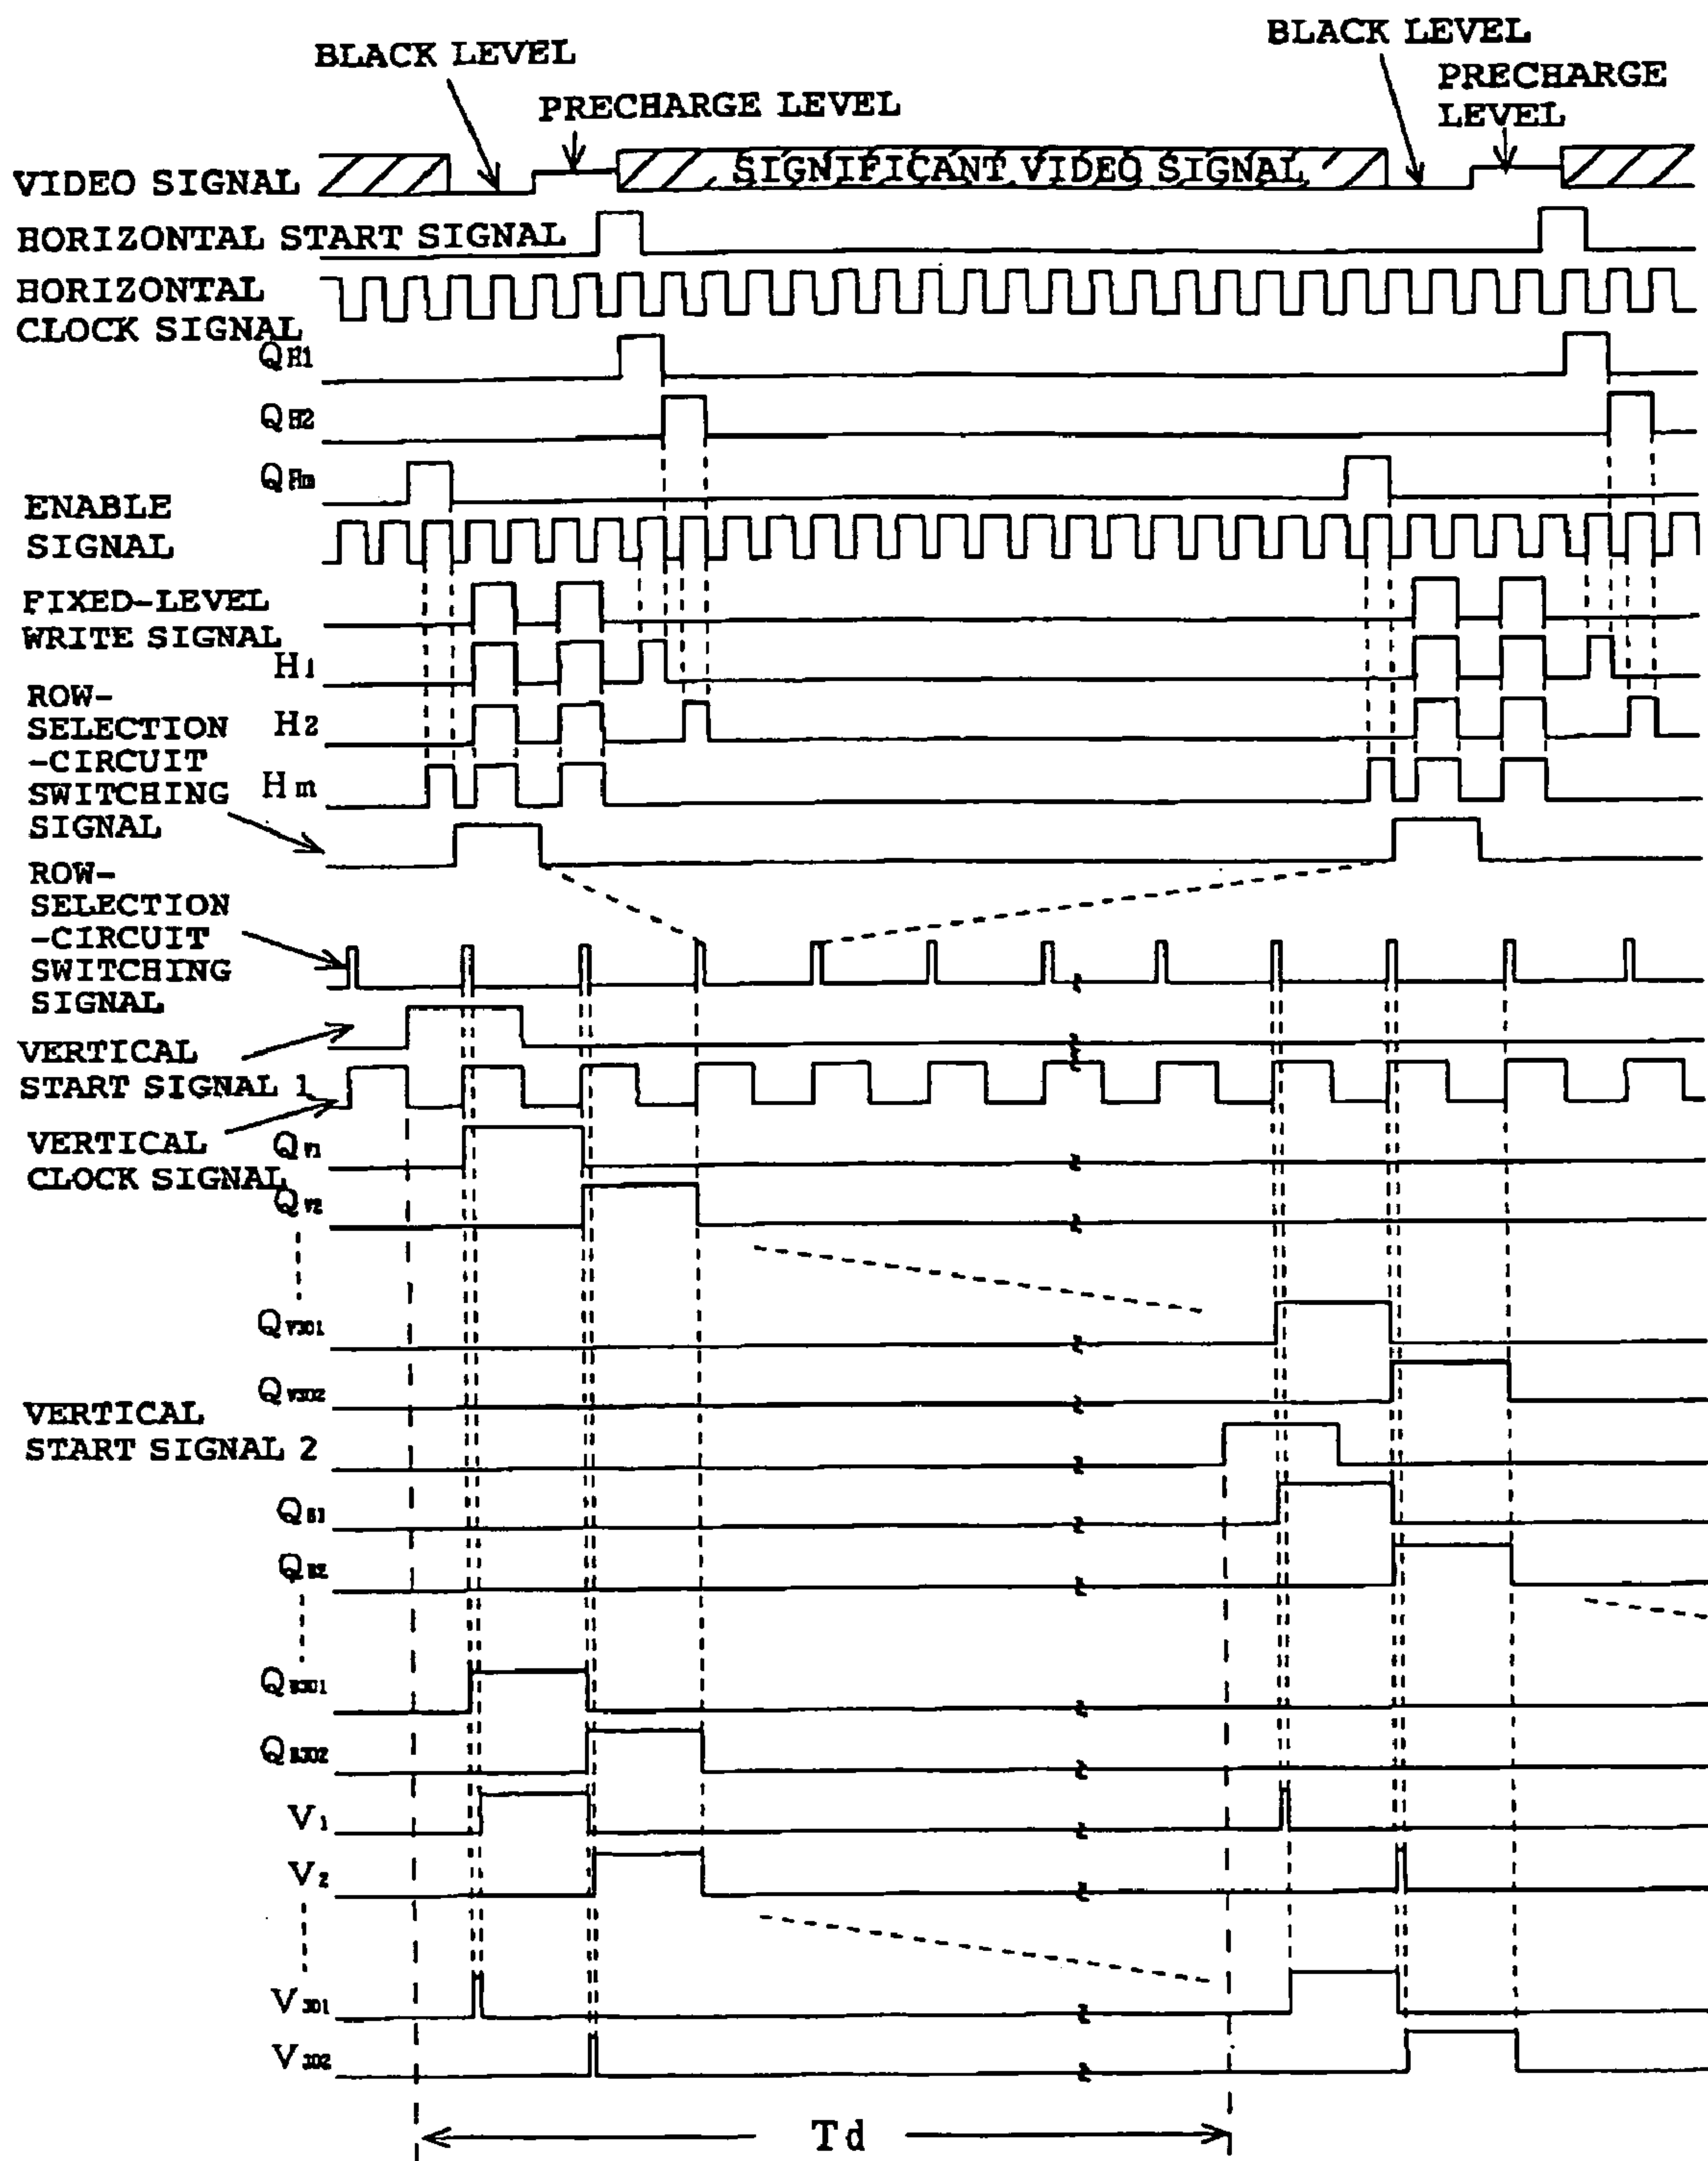 BLACK LEVEL
PRECHARGE LEVEL
BLACK LEVEL
PRECHARGE
LEVEL
VIDEO SIGNAL
SIGNIFICANT VIDEO SIGNAL
HORIZONTAL START SIGNAL
HORIZONTAL
CLOCK SIGNAL
QH1
QH2
QHm
ENABLE
SIGNAL
FIXED-LEVEL
WRITE SIGNAL
H1
H2
Hm
ROW-
SELECTION
-CIRCUIT
SWITCHING
SIGNAL
ROW-
SELECTION
-CIRCUIT
SWITCHING
SIGNAL
VERTICAL
START SIGNAL 1
VERTICAL
CLOCK SIGNAL
QV1
QV2
QV301
QV302
VERTICAL
START SIGNAL 2
QB1
QB2
QB301
QB302
V1
V2
V301
V302
Td